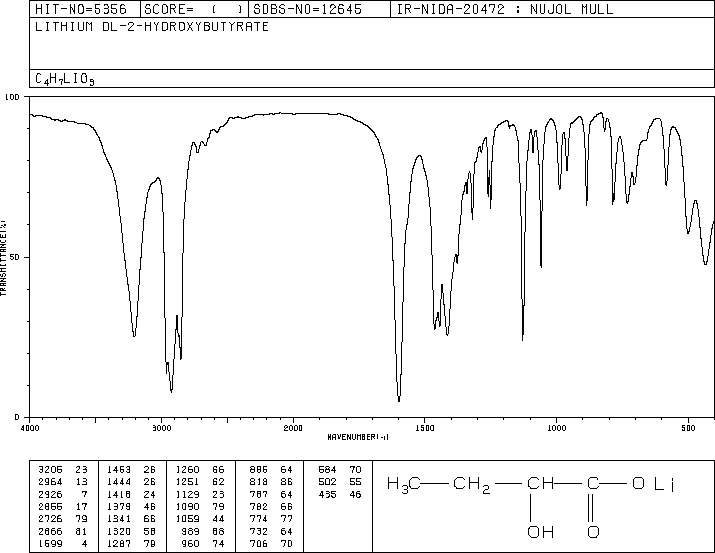 HIT-NO=5356 SCORE= ( ) SDBS-NO=12645 IR-NIDA-20472 : NUJOL MULL
LITHIUM DL-2-HYDROXYBUTYRATE
C₄H₇LIO₃
100
TRANSMITTANCE(%)
50
0
4000 3000 2000 1500 1000 500
WAVENUMBER(-1)
3205 23 1463 26 1260 66 886 64 584 70
2964 13 1444 26 1251 62 818 86 502 55
2926 7 1418 24 1129 23 787 64 435 46
2855 17 1379 46 1090 79 782 66
2726 79 1341 66 1059 44 774 77
2666 81 1320 58 989 68 732 64
1599 4 1287 79 960 74 706 70
H₃C CH₂ CH C O Li
OH O